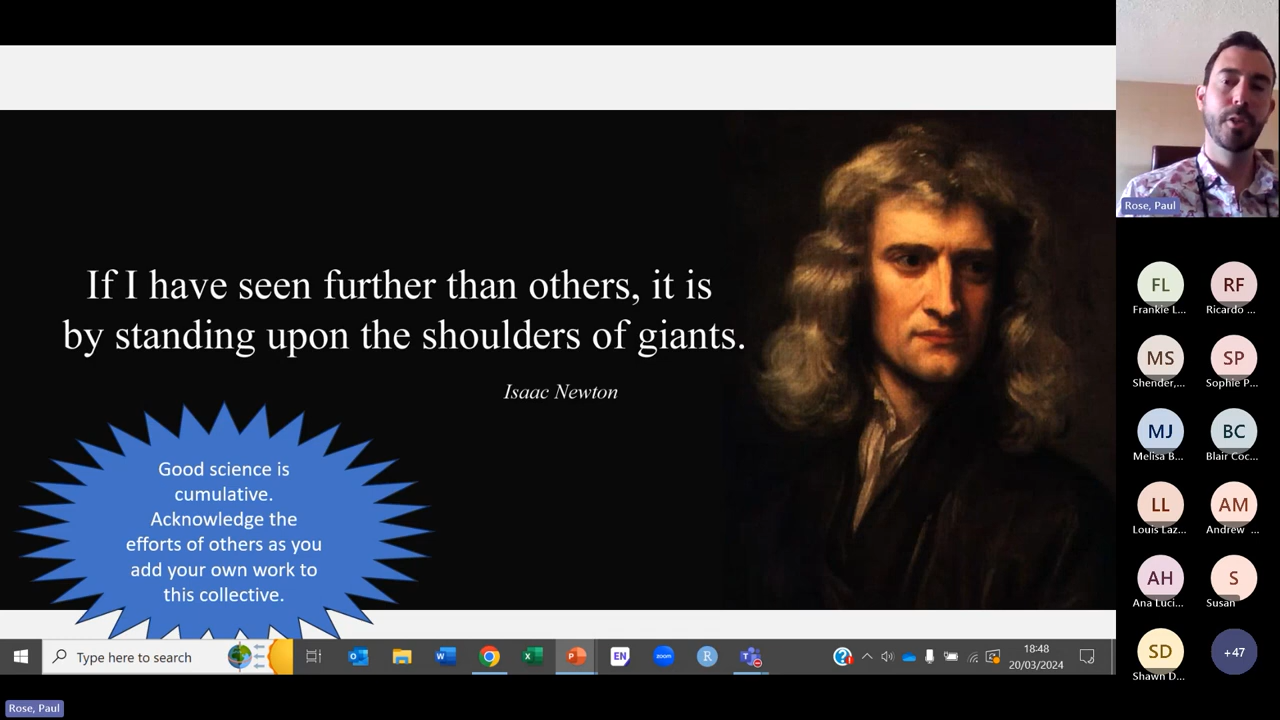 If I have seen further than others, it is
by standing upon the shoulders of giants.
Isaac Newton
Good science is
cumulative.
Acknowledge the
efforts of others as you
add your own work to
this collective.
Rose, Paul
FL
RF
Frankie L...
Ricardo ...
MS
SP
Shender,...
Sophie P...
MJ
BC
Melisa B...
Blair Coc...
LL
AM
Louis Laz...
Andrew ...
AH
S
Ana Luci...
Susan
SD
+47
Shawn D...
Type here to search
EN
zoom
R
18:48
20/03/2024
Rose, Paul